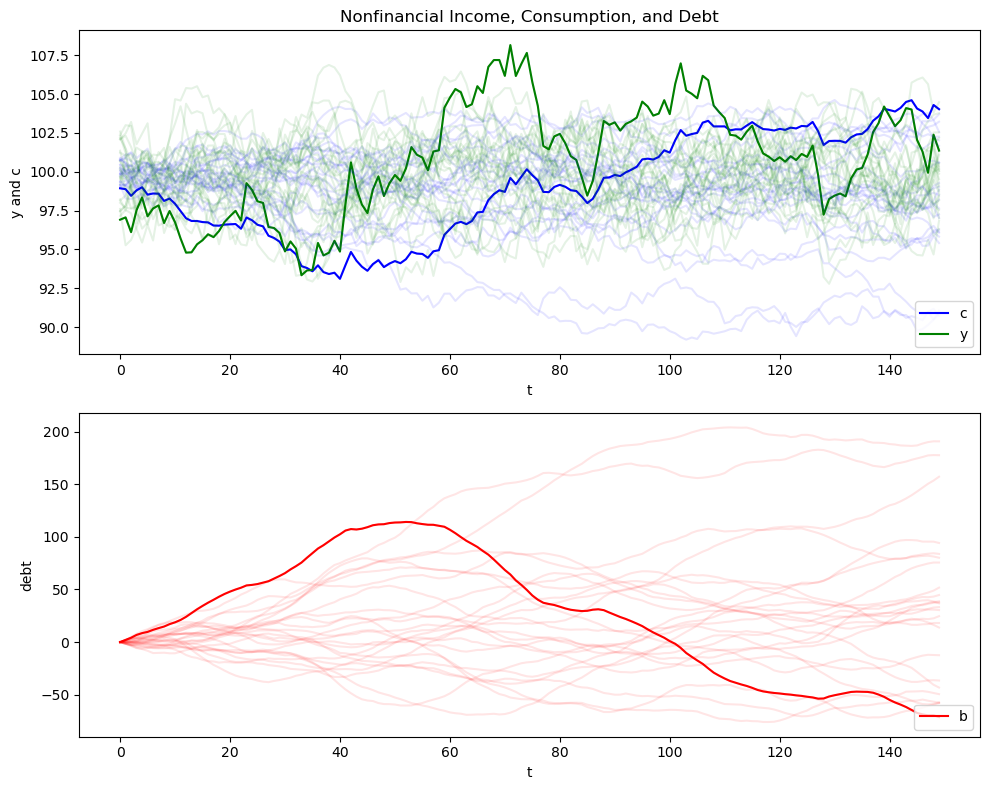 Nonfinancial Income, Consumption, and Debt
y and c
107.5
105.0
102.5
100.0
97.5
95.0
92.5
90.0
c
y
0 20 40 60 80 100 120 140
t
debt
200
150
100
50
0
−50
b
0 20 40 60 80 100 120 140
t